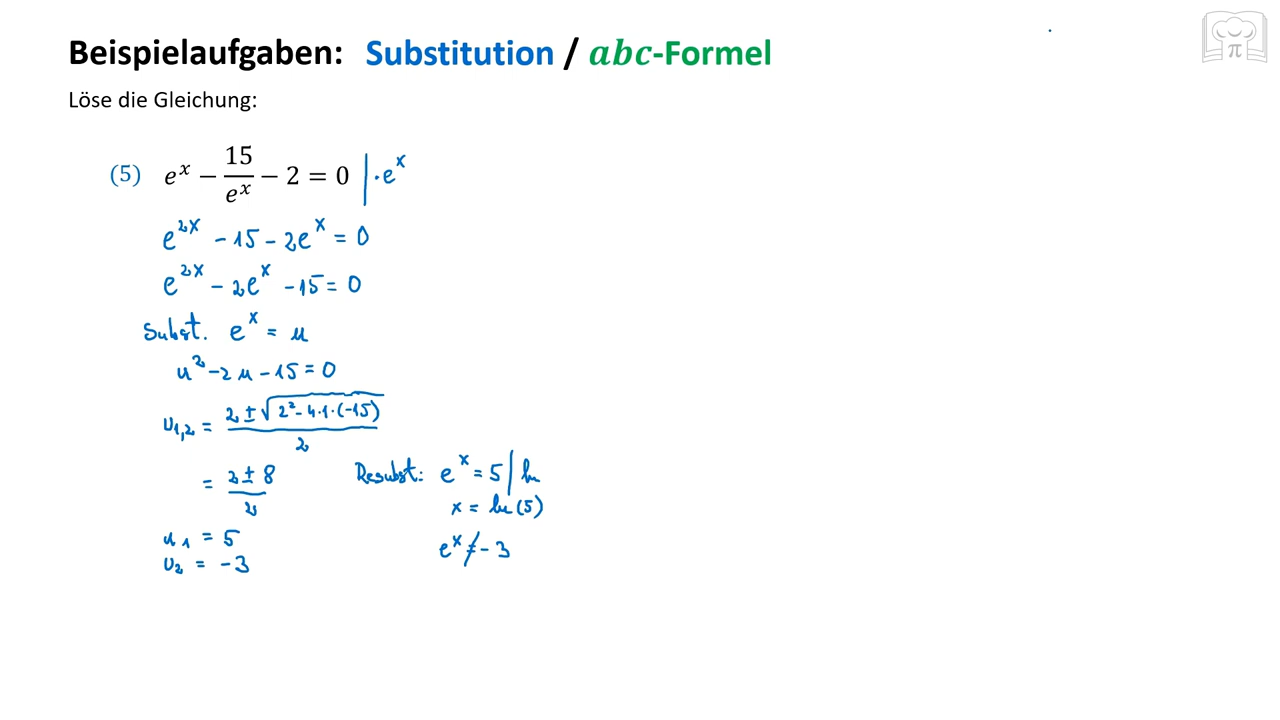 Beispielaufgaben: Substitution / abc-Formel
Löse die Gleichung:
(5) e^x − 15/e^x − 2 = 0 | · e^x
e^2x − 15 − 2e^x = 0
e^2x − 2e^x − 15 = 0
Subst. e^x = u
u² − 2u − 15 = 0
u1,2 = (2 ± √(2² − 4·1·(−15)))/2
= (2 ± 8)/2
u1 = 5
u2 = −3
Resubst: e^x = 5 | ln
x = ln(5)
e^x ≠ −3
π